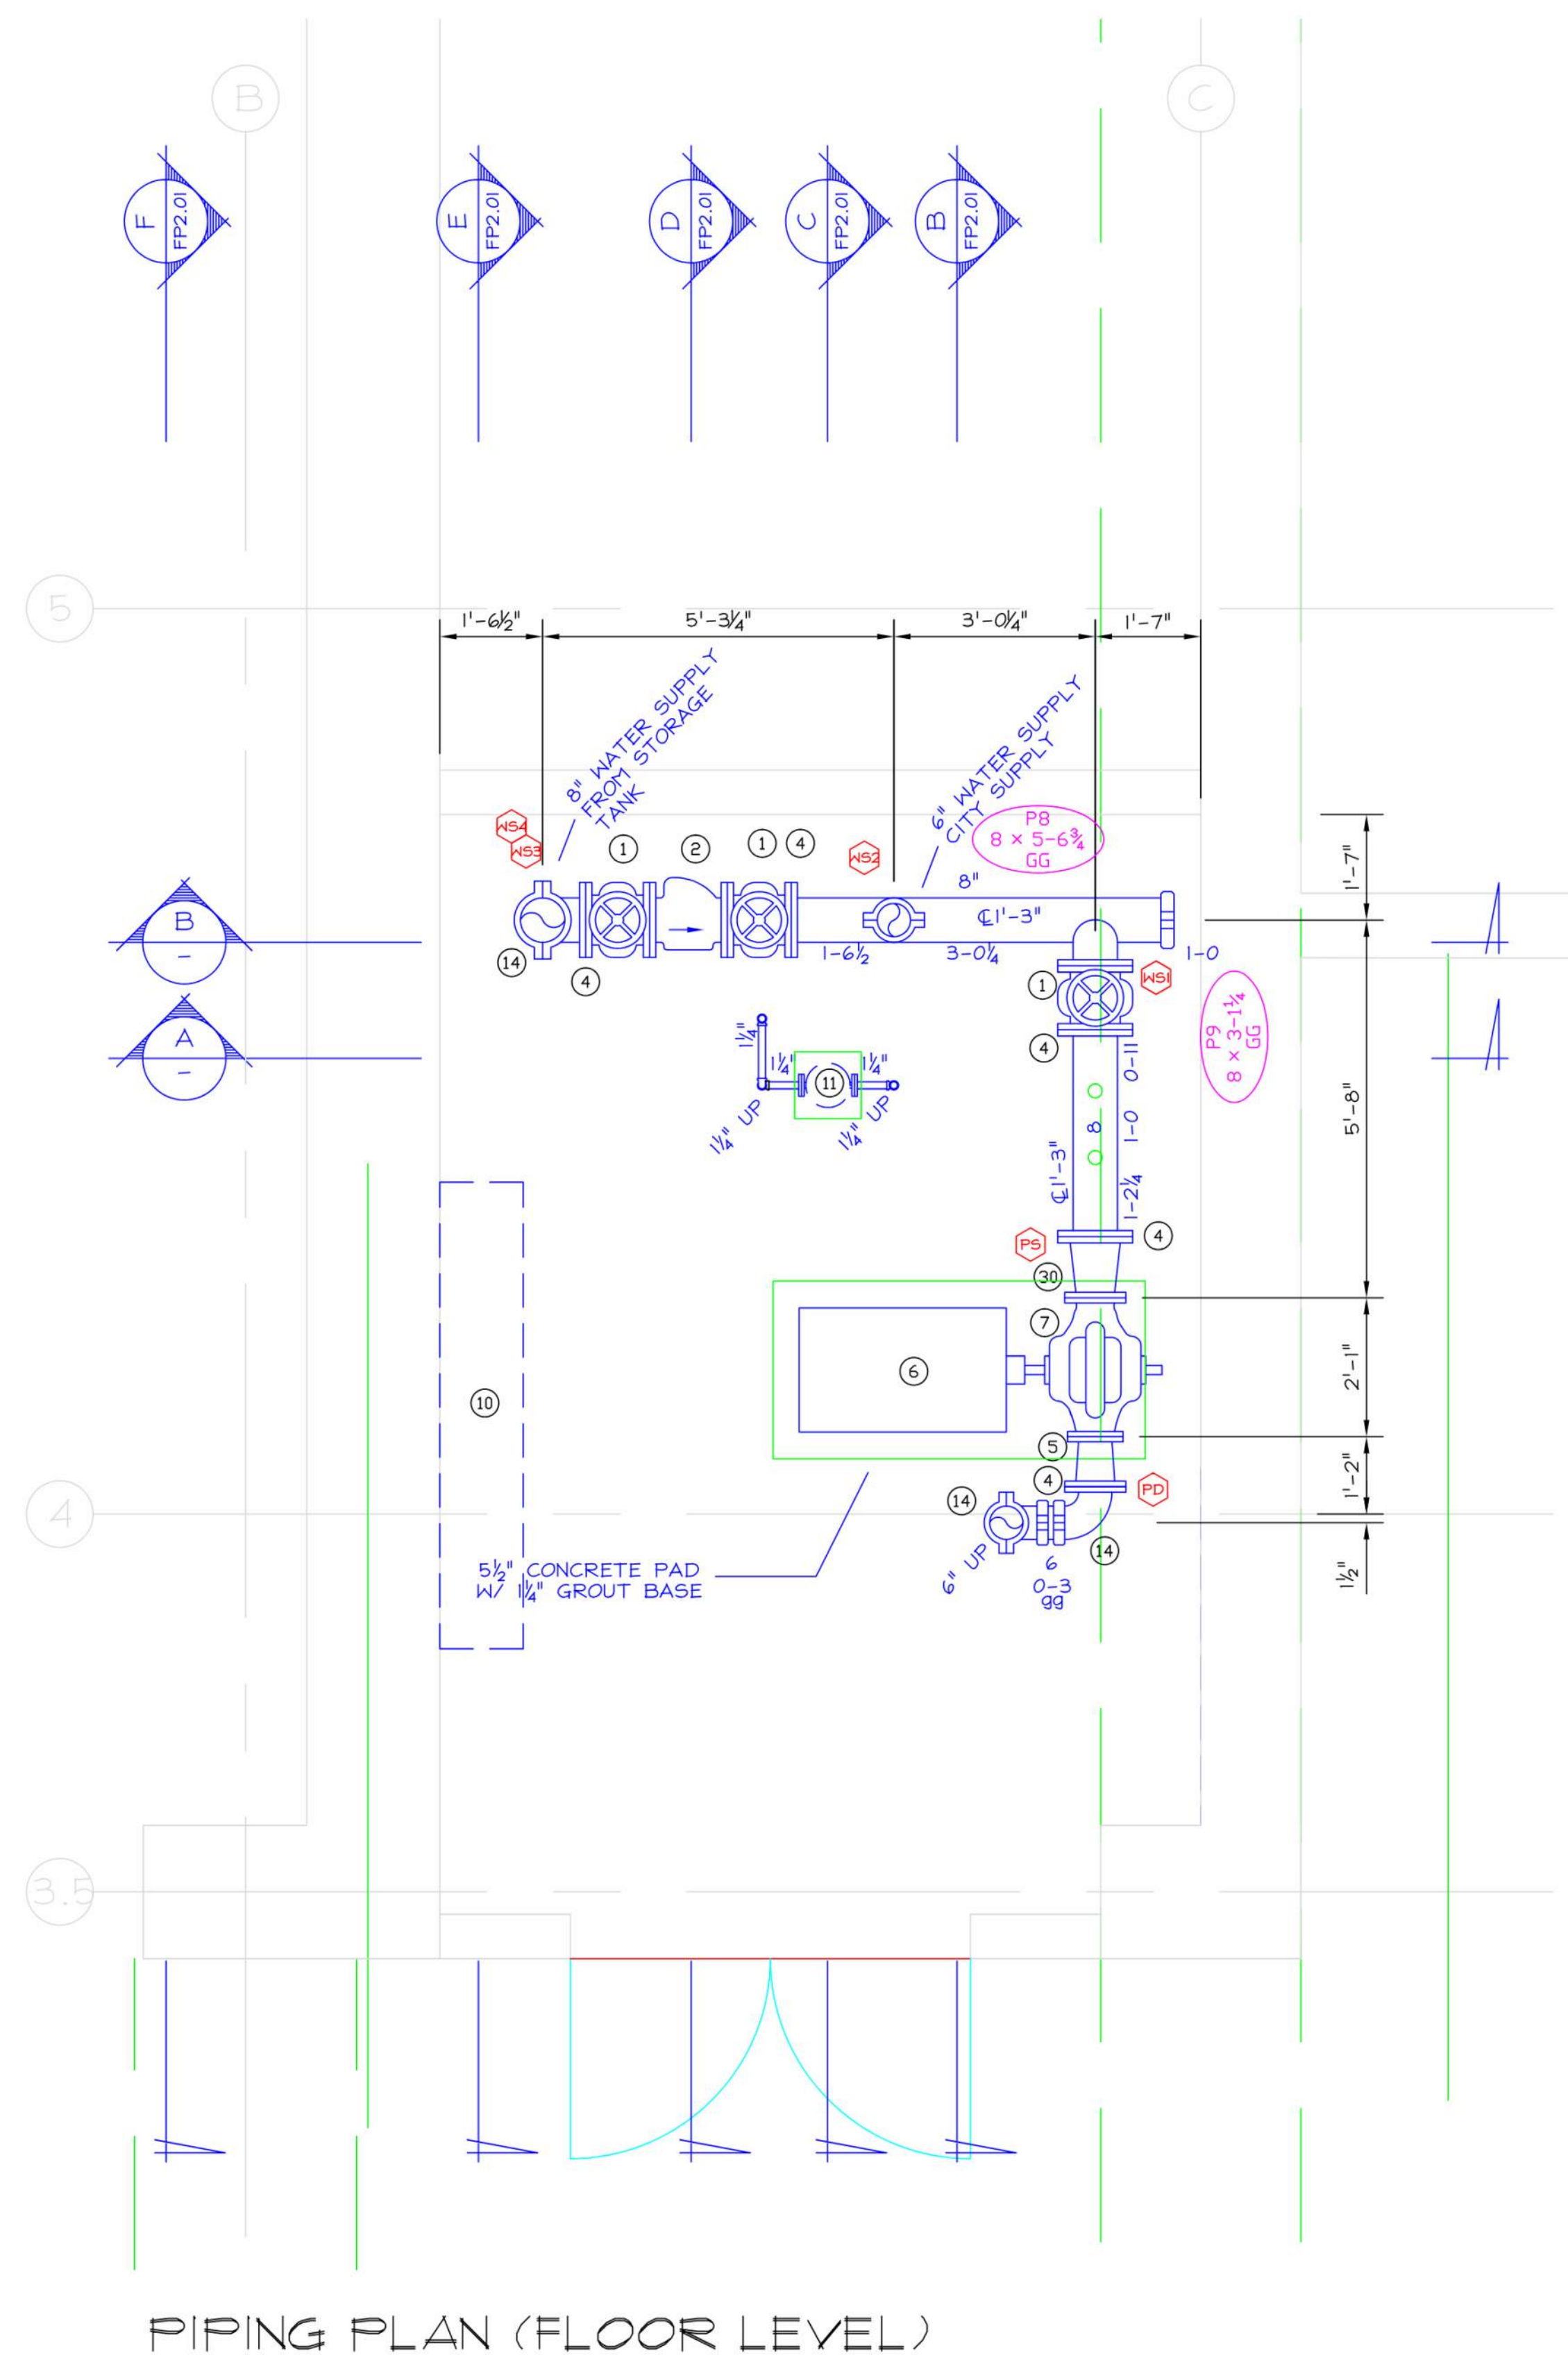 B
C
F
FP2.01
E
FP2.01
D
FP2.01
C
FP2.01
B
FP2.01
5
1'-6½"
5'-3¼"
3'-0¼"
1'-7"
8" WATER SUPPLY
FROM STORAGE
TANK
6" WATER SUPPLY
CITY SUPPLY
P8
8 × 5-6¾
GG
WS4
WS3
1
2
1
4
WS2
8"
1'-7"
B
-
℄1'-3"
14
4
1-6½
3-0¼
1-0
1
WS1
A
-
4
0-11
P9
8 × 3-1¼
GG
1¼"
1¼"
11
1¼"
1¼" UP
1¼" UP
8
1-0
5'-8"
℄1'-3"
1-2¼
PS
4
30
7
6
2'-1"
10
5
4
PD
1'-2"
14
4
14
5½" CONCRETE PAD
W/ 1¼" GROUT BASE
6" UP
6
0-3
gg
1½"
3.5
PIPING PLAN (FLOOR LEVEL)